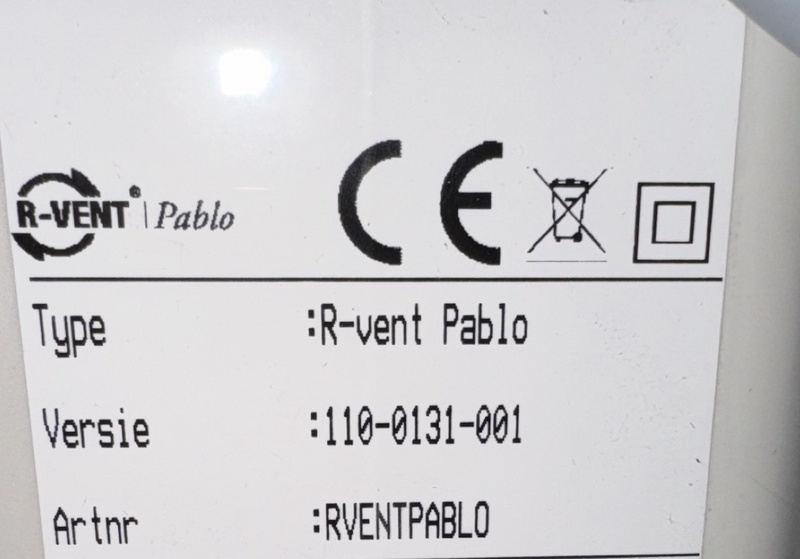 R-VENT® | Pablo CE
Type :R-vent Pablo
Versie :110-0131-001
Artnr :RVENTPABLO